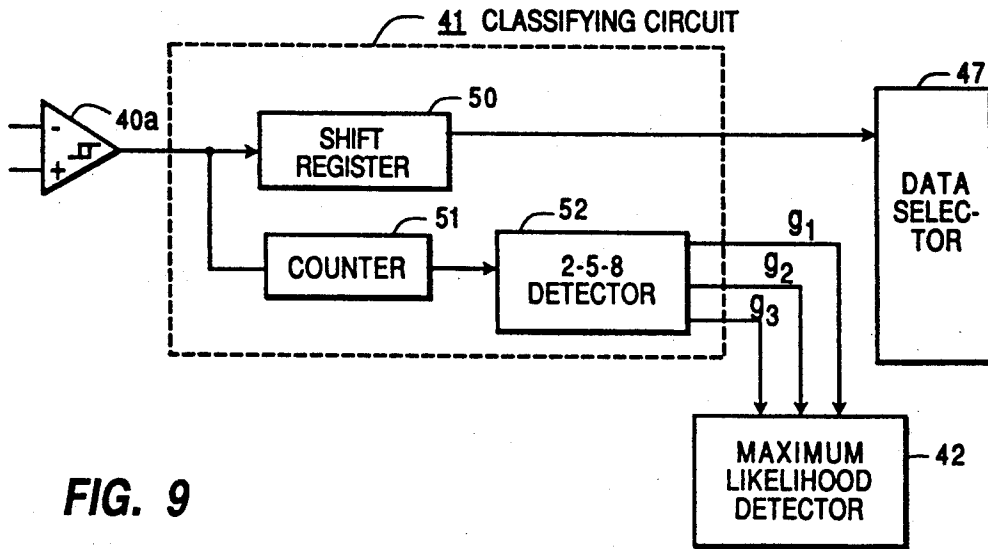 41 CLASSIFYING CIRCUIT
40a
-
+
50
SHIFT
REGISTER
47
DATA
SELEC-
TOR
51
COUNTER
52
2-5-8
DETECTOR
g1
g2
g3
MAXIMUM
LIKELIHOOD
DETECTOR
42
FIG. 9